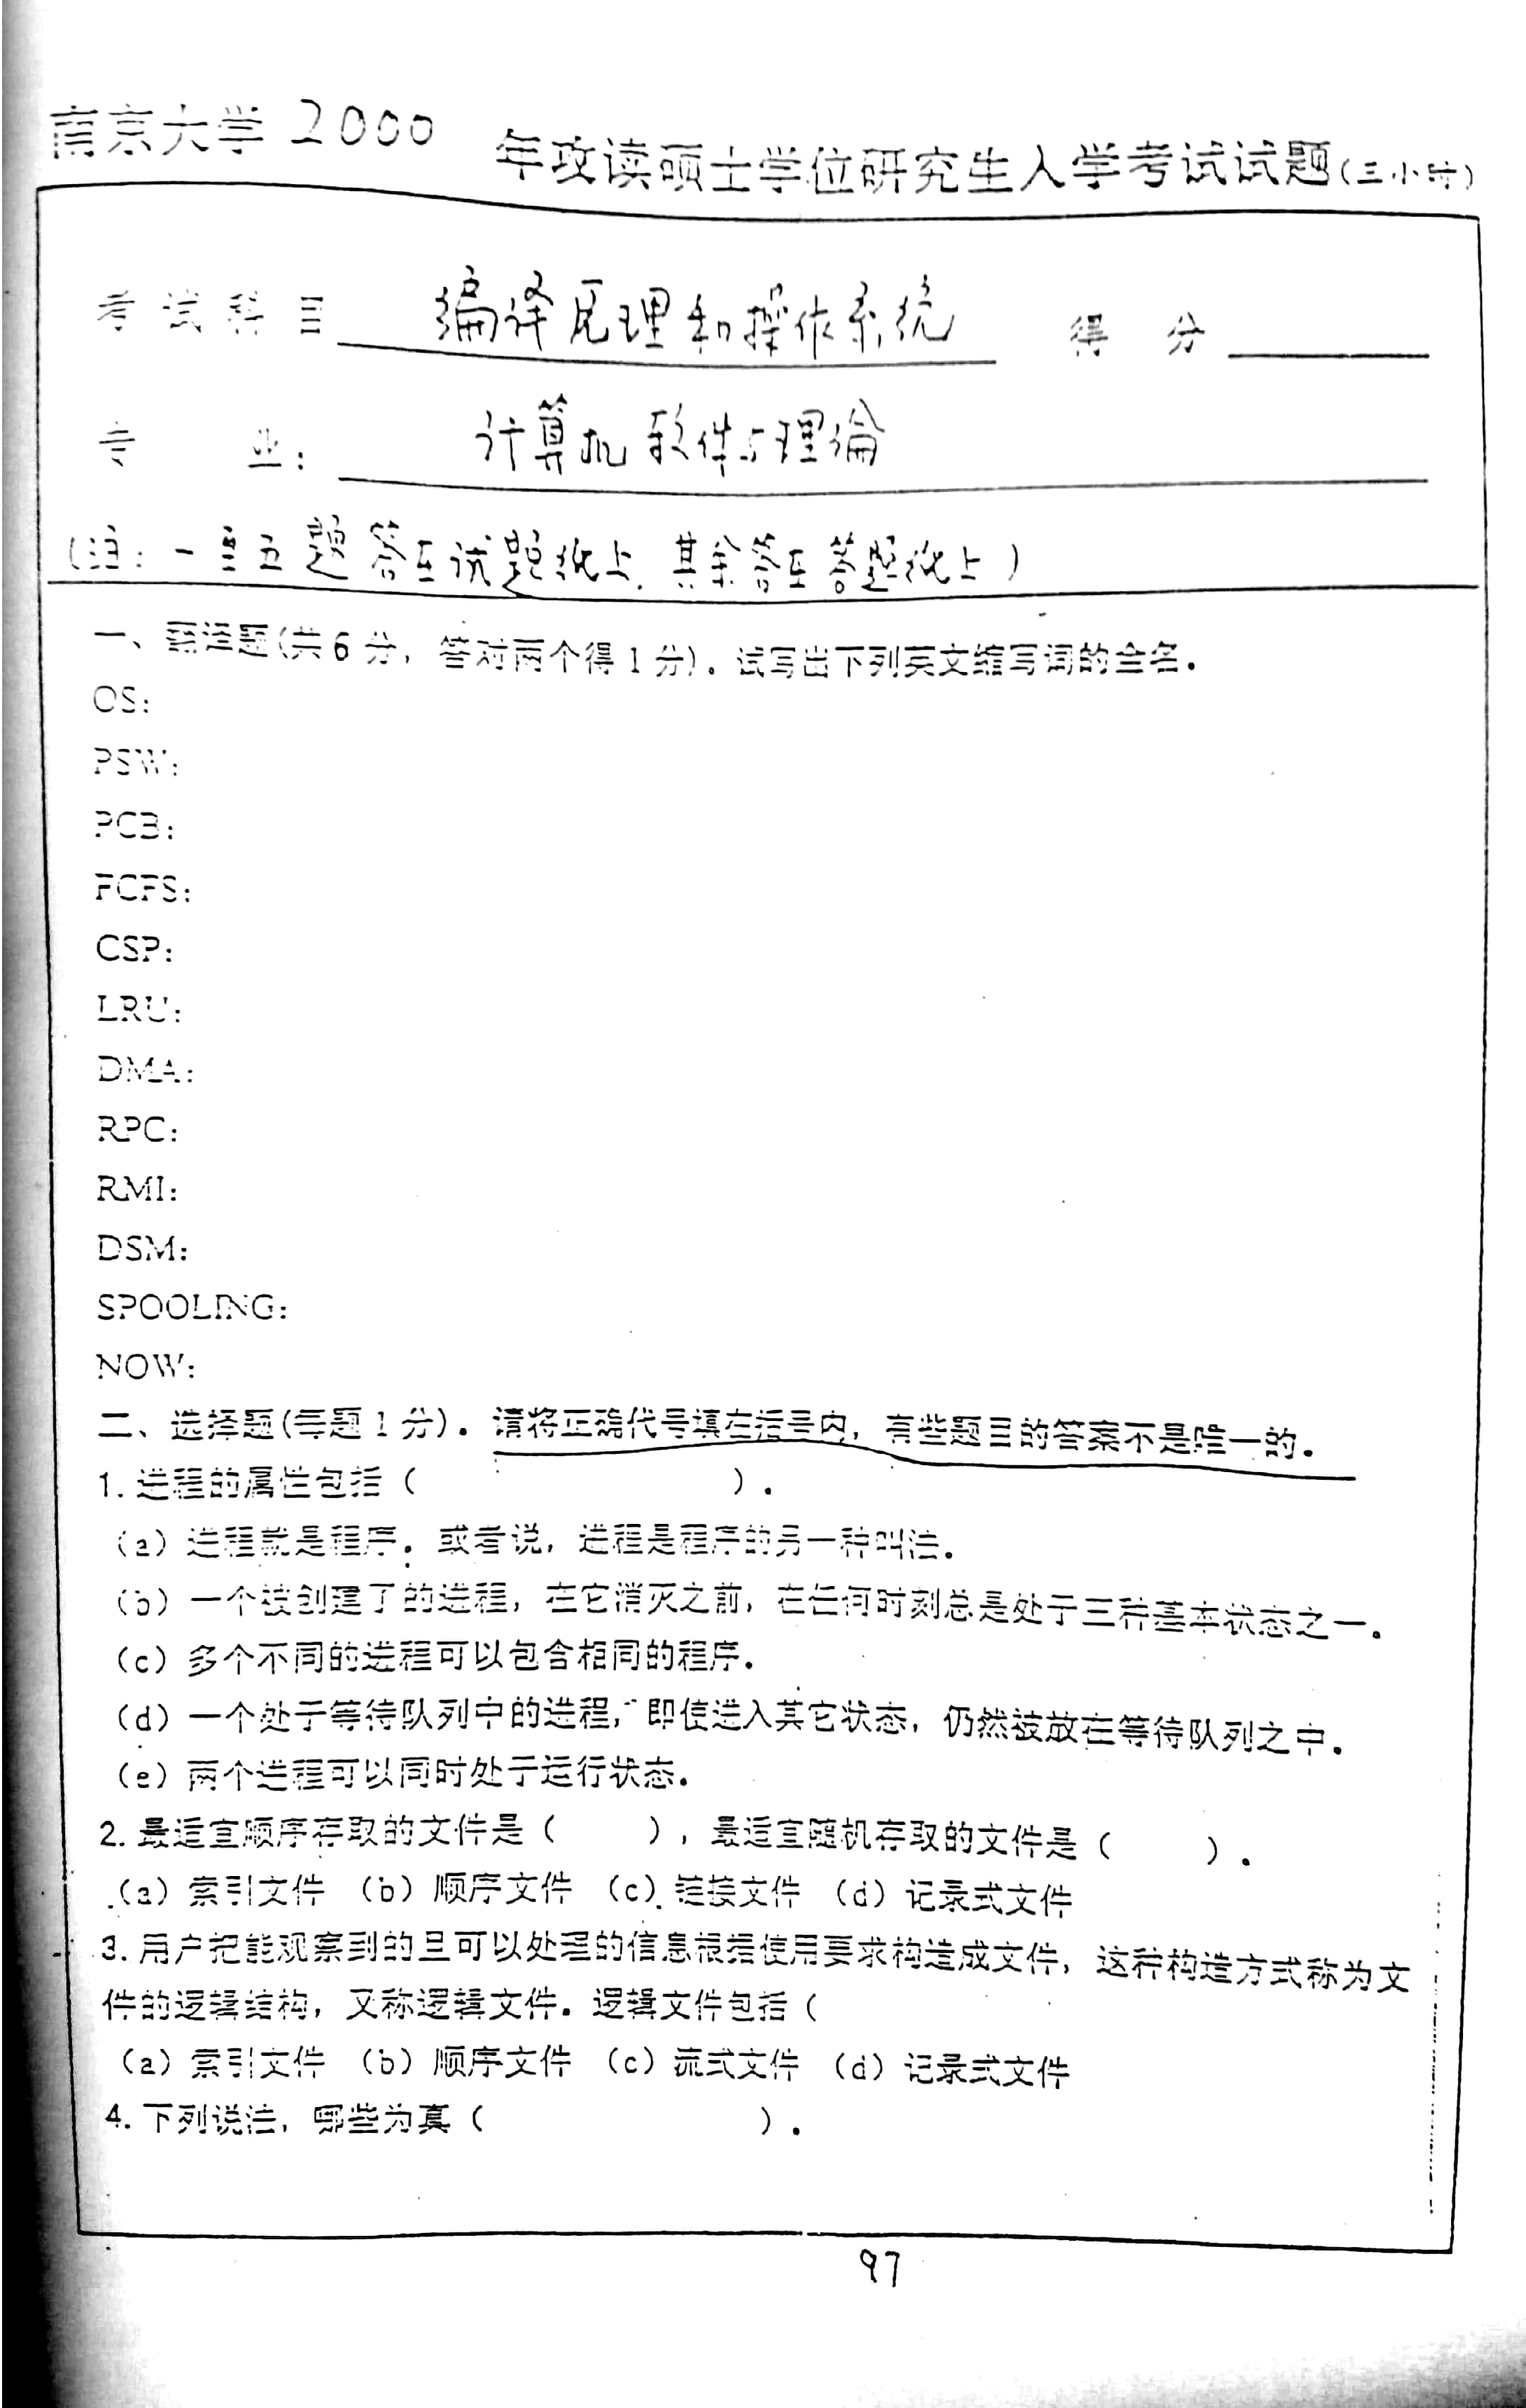 南京大学 2000 年攻读硕士学位研究生入学考试试题(三小时)
考试科目 编译原理和操作系统 得 分
专 业: 计算机软件与理论
(注: 一至五题答在试题纸上, 其余答在答题纸上)
一、翻译题(共6分, 答对两个得1分)。试写出下列英文缩写词的全名.
OS:
PSW:
PCB:
FCFS:
CSP:
LRU:
DMA:
RPC:
RMI:
DSM:
SPOOLING:
NOW:
二、选择题(每题1分)。请将正确代号填在括号内, 有些题目的答案不是唯一的.
1. 进程的属性包括 ( ).
(a) 进程就是程序. 或者说, 进程是程序的另一种叫法.
(b) 一个被创建了的进程, 在它消灭之前, 在任何时刻总是处于三种基本状态之一.
(c) 多个不同的进程可以包含相同的程序.
(d) 一个处于等待队列中的进程, 即使进入其它状态, 仍然被放在等待队列之中.
(e) 两个进程可以同时处于运行状态.
2. 最适宜顺序存取的文件是 ( ), 最适宜随机存取的文件是 ( ).
(a) 索引文件 (b) 顺序文件 (c) 链接文件 (d) 记录式文件
3. 用户把能观察到的且可以处理的信息根据使用要求构造成文件, 这种构造方式称为文
件的逻辑结构, 又称逻辑文件. 逻辑文件包括 (
(a) 索引文件 (b) 顺序文件 (c) 流式文件 (d) 记录式文件
4. 下列说法, 哪些为真 ( ).
97